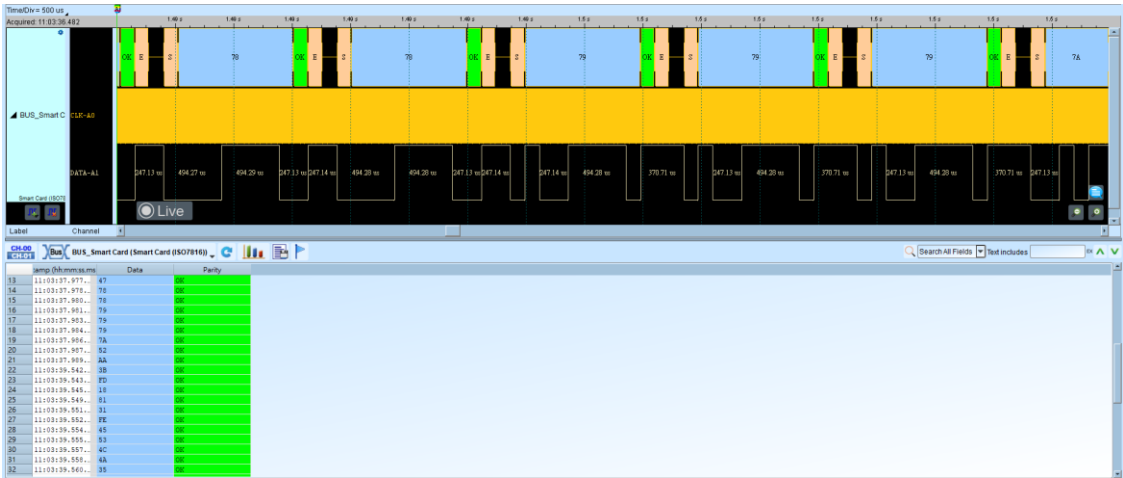 Time/Div= 500 us
Acquired: 11:03:36.482
OK E S 78 OK E S 78 OK E S 79 OK E S 79 OK E S 79 OK E S 7A
BUS_Smart C CLK-A0
DATA-A1 247.13 us 494.27 us 494.29 us 247.13 us 247.14 us 494.28 us 494.28 us 247.13 us 247.14 us 247.14 us 494.28 us 370.71 us 247.13 us 494.28 us 370.71 us 247.13 us 494.28 us 370.71 us 247.13 us
Smart Card (ISO78
Live
Label Channel
CH-00
CH-01
Bus BUS_Smart Card (Smart Card (ISO7816)) Search All Fields Text includes
tamp (hh:mm:ss.ms Data Parity
13 11:03:37.977... 47 OK
14 11:03:37.978... 78 OK
15 11:03:37.980... 78 OK
16 11:03:37.981... 79 OK
17 11:03:37.983... 79 OK
18 11:03:37.984... 79 OK
19 11:03:37.986... 7A OK
20 11:03:37.987... 52 OK
21 11:03:37.989... AA OK
22 11:03:39.542... 3B OK
23 11:03:39.543... FD OK
24 11:03:39.545... 18 OK
25 11:03:39.549... 81 OK
26 11:03:39.551... 31 OK
27 11:03:39.552... FE OK
28 11:03:39.554... 45 OK
29 11:03:39.555... 53 OK
30 11:03:39.557... 4C OK
31 11:03:39.558... 4A OK
32 11:03:39.560... 35 OK